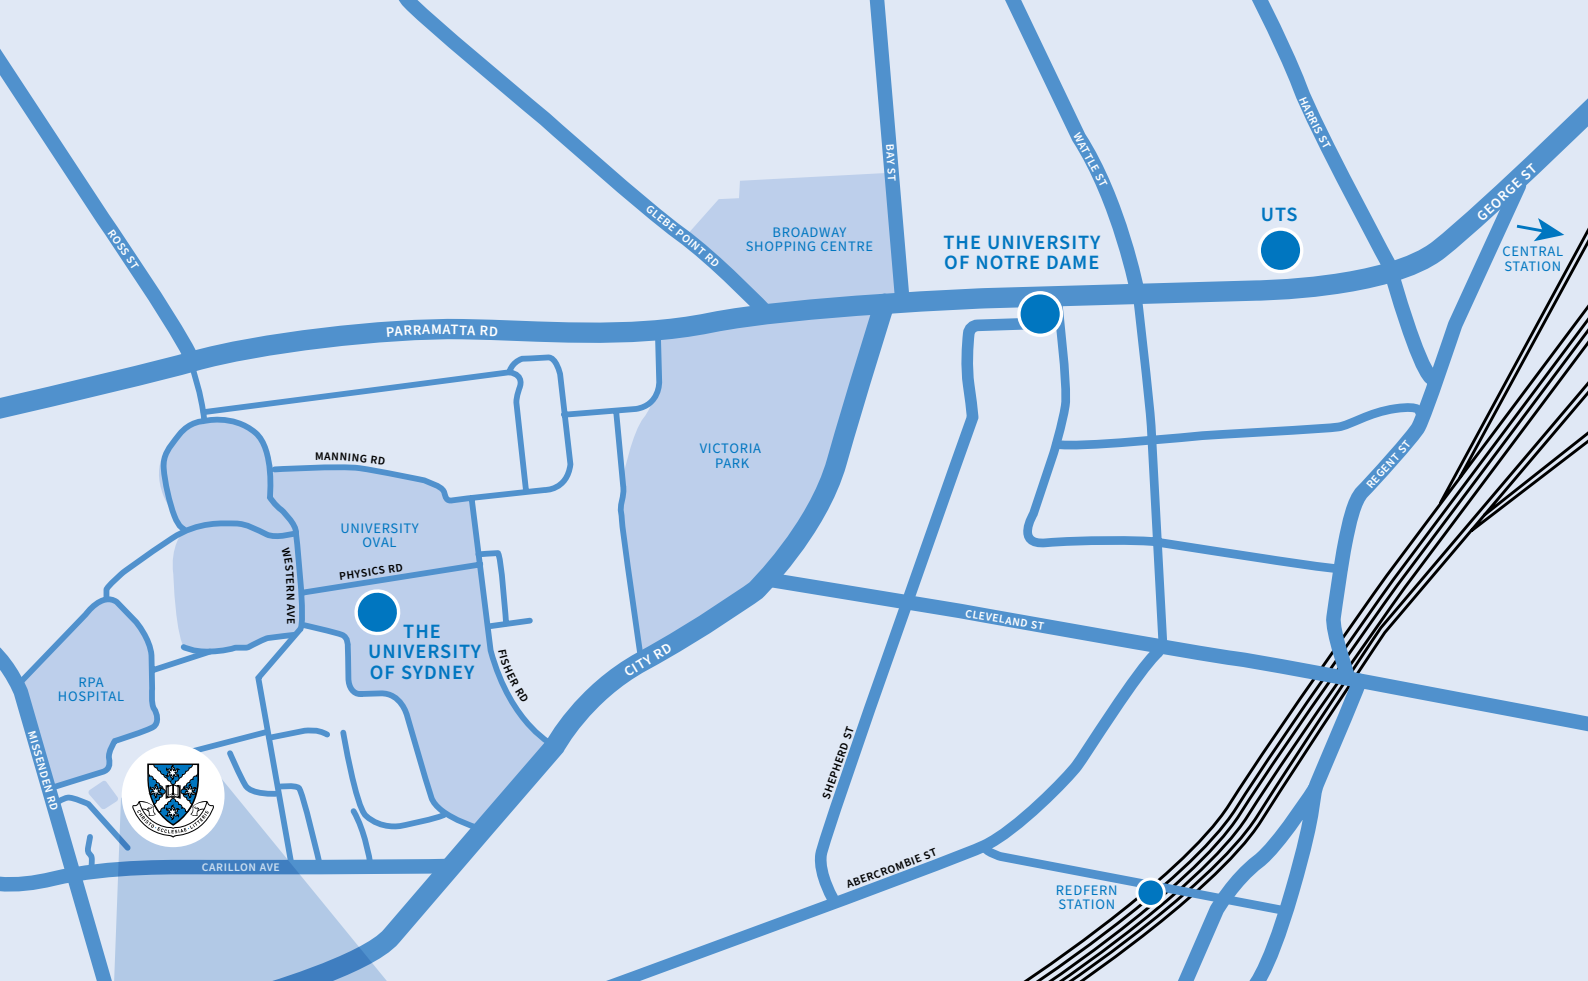 BAY ST
WATTLE ST
HARRIS ST
GEORGE ST
UTS
CENTRAL
STATION
ROSS ST
GLEBE POINT RD
BROADWAY
SHOPPING CENTRE
THE UNIVERSITY
OF NOTRE DAME
PARRAMATTA RD
MANNING RD
VICTORIA
PARK
REGENT ST
UNIVERSITY
OVAL
WESTERN AVE
PHYSICS RD
THE
UNIVERSITY
OF SYDNEY
CLEVELAND ST
CITY RD
FISHER RD
RPA
HOSPITAL
MISSENDEN RD
SHEPHERD ST
CHRISTO·ECCLESIAE·LITTERIS
CARILLON AVE
ABERCROMBIE ST
REDFERN
STATION